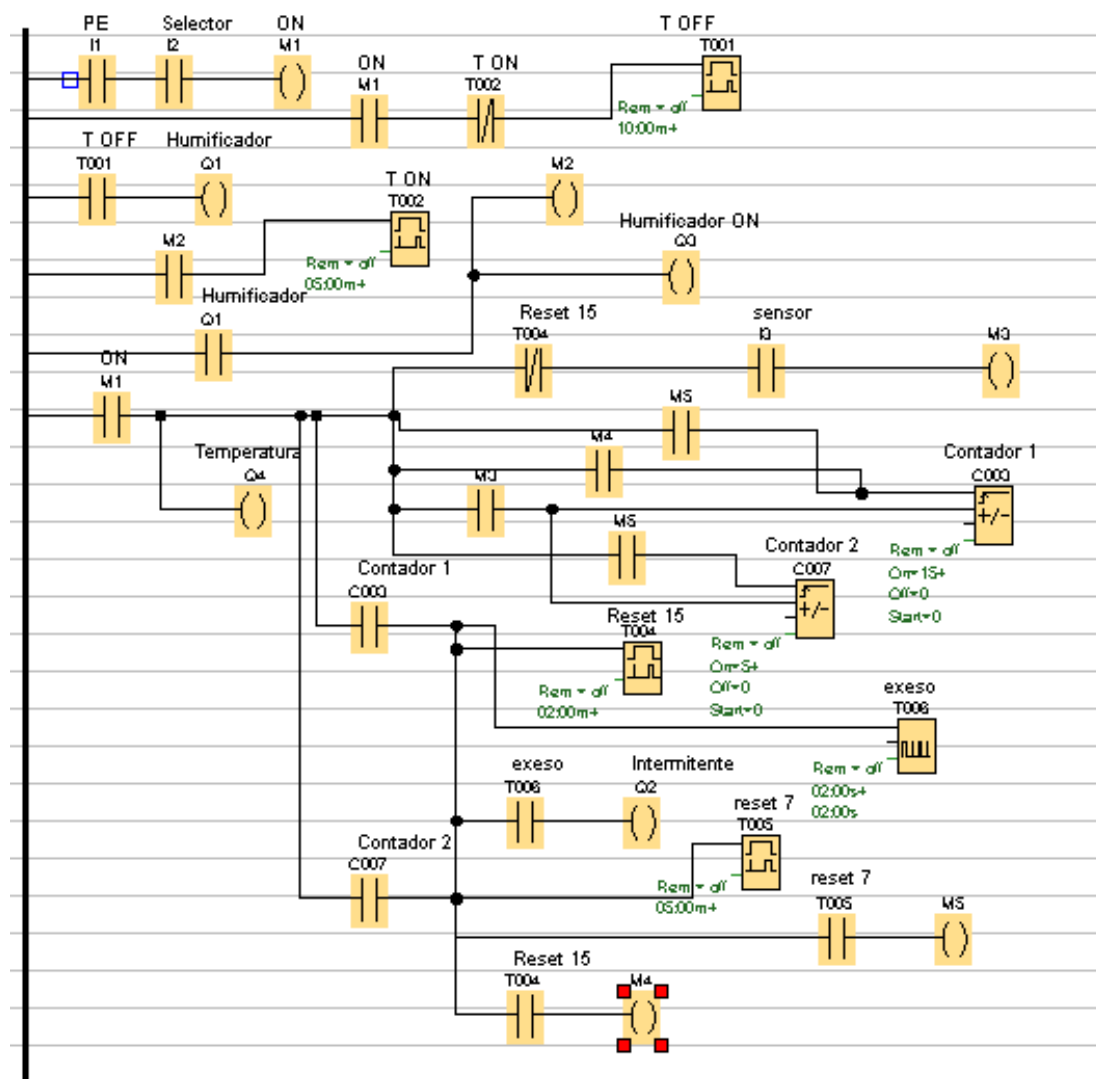 PE Selector ON T OFF
I1 I2 M1 T001
ON T ON
M1 T002
Rem = off
10:00m+
T OFF Humificador
T001 Q1 M2
T ON
T002
Humificador ON
M2 Q3
Rem = off
05:00m+
Humificador
Q1
Reset 15 sensor
T004 I3 M3
ON
M1 M5
Temperatura M4 Contador 1
Q4 M3 C003
M5 Contador 2
C007
Rem = off
On=15+
Off=0
Start=0
Contador 1
C003
Reset 15
T004
Rem = off
On=5+
Off=0
Start=0
Rem = off
02:00m+
exeso
T006
Rem = off
02:00s+
02:00s
exeso Intermitente
T006 Q2
reset 7
T005
Contador 2
C007
Rem = off
05:00m+
reset 7
T005 M5
Reset 15
T004 M4